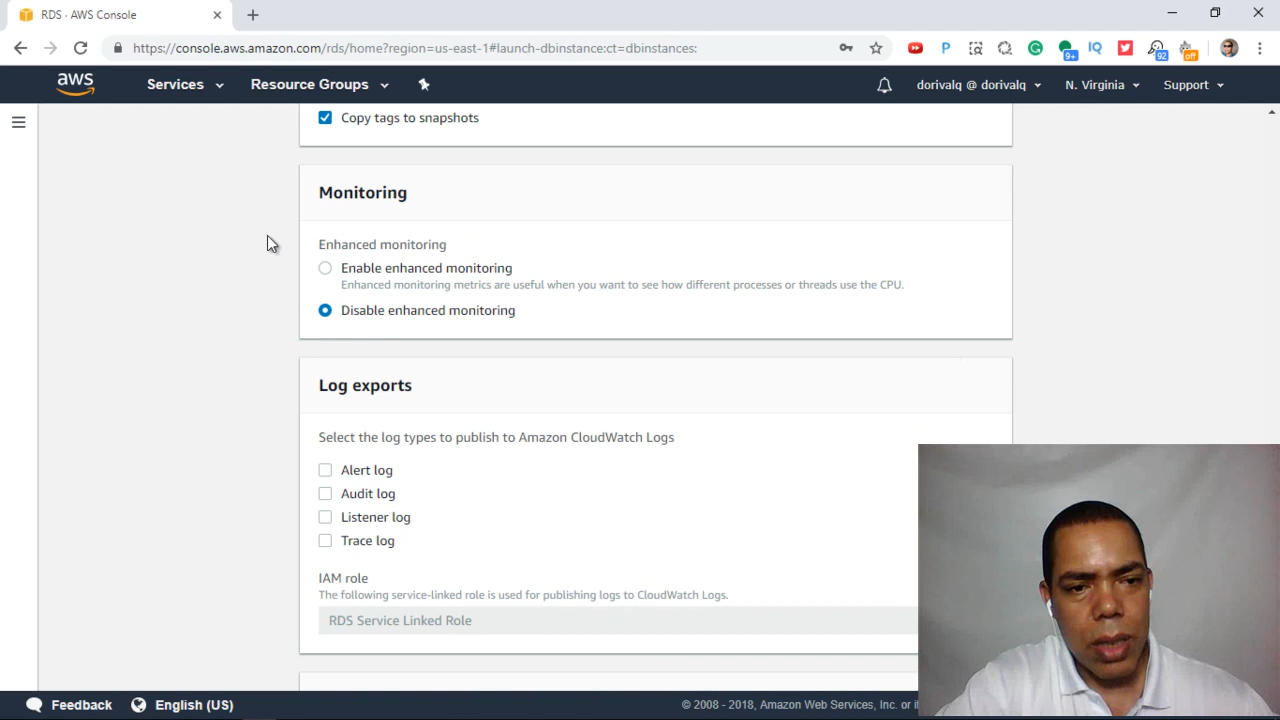 RDS · AWS Console
https://console.aws.amazon.com/rds/home?region=us-east-1#launch-dbinstance:ct=dbinstances:
P
G
9+
IQ
92
off
aws
Services
Resource Groups
dorivalq @ dorivalq
N. Virginia
Support
Copy tags to snapshots
Monitoring
Enhanced monitoring
Enable enhanced monitoring
Enhanced monitoring metrics are useful when you want to see how different processes or threads use the CPU.
Disable enhanced monitoring
Log exports
Select the log types to publish to Amazon CloudWatch Logs
Alert log
Audit log
Listener log
Trace log
IAM role
The following service-linked role is used for publishing logs to CloudWatch Logs.
RDS Service Linked Role
Feedback
English (US)
© 2008 - 2018, Amazon Web Services, Inc. or